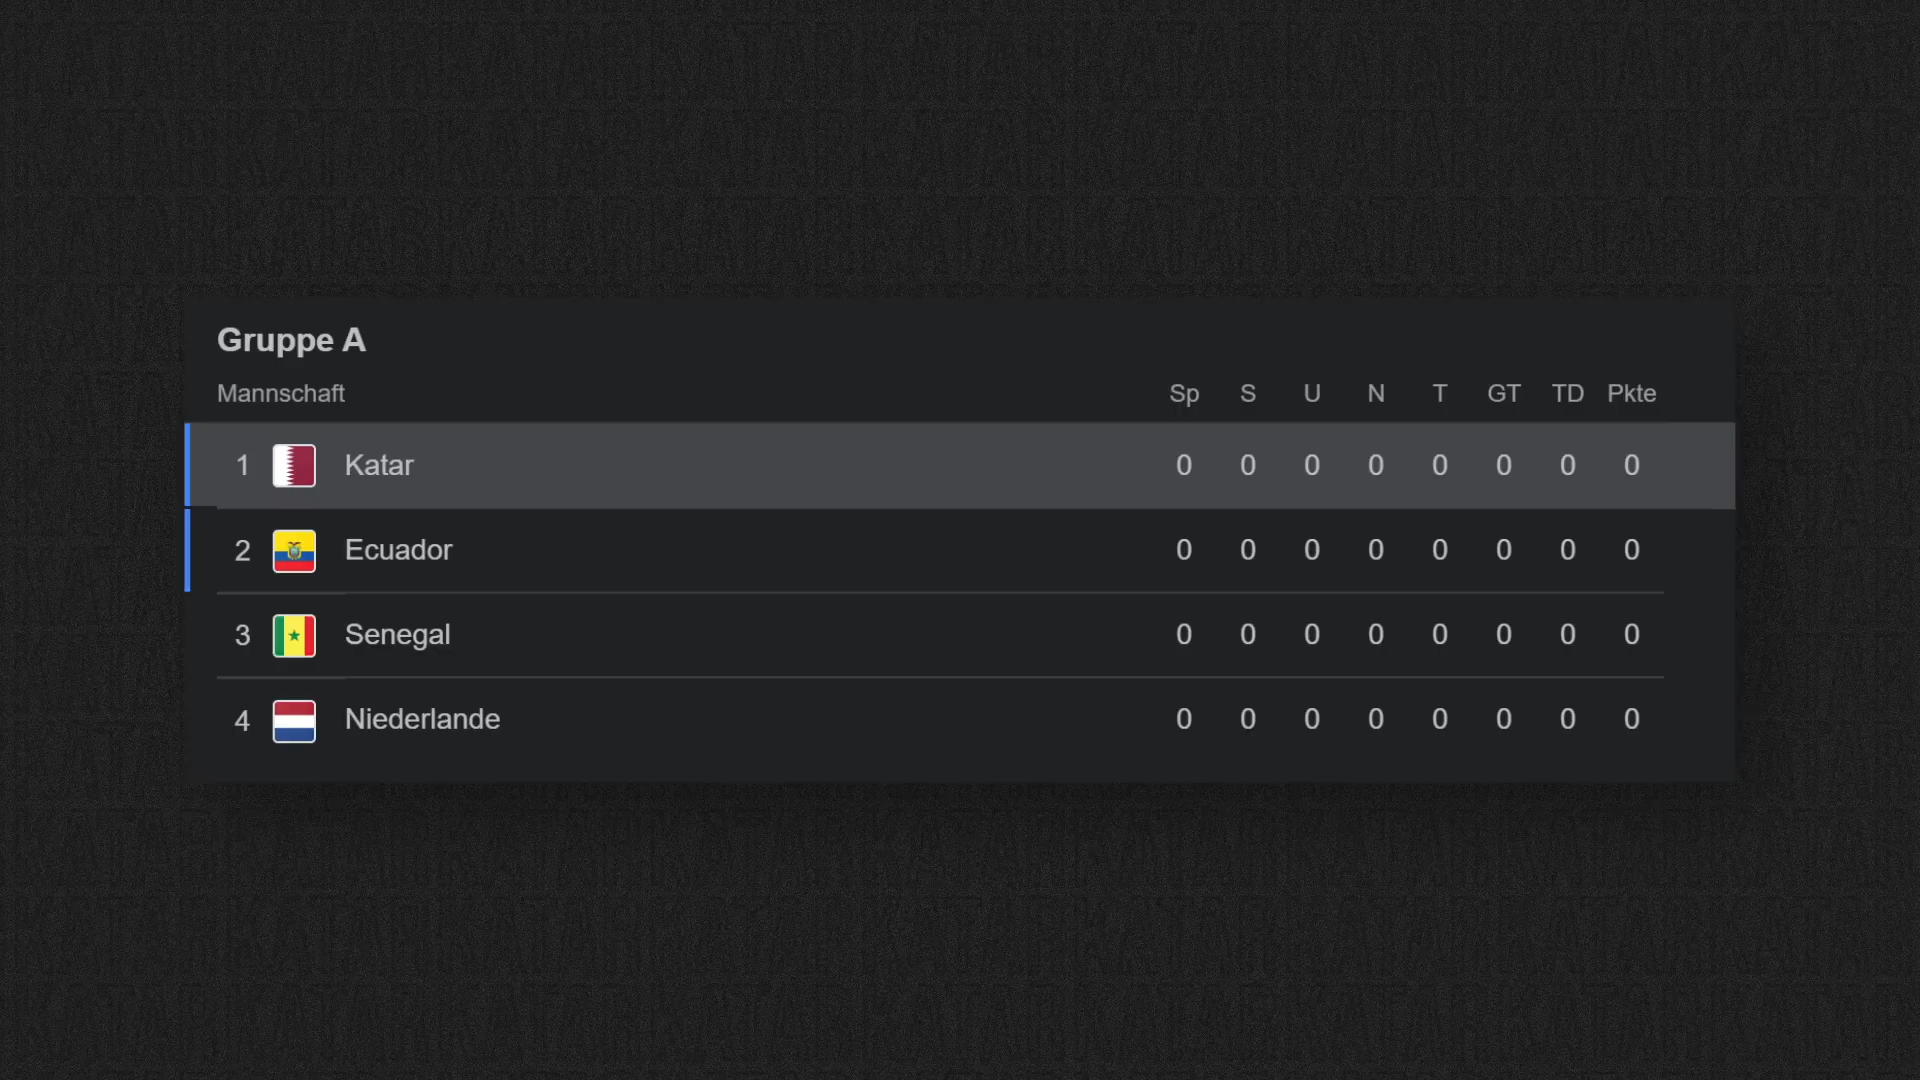 Gruppe A
Mannschaft Sp S U N T GT TD Pkte
1 Katar 0 0 0 0 0 0 0 0
2 Ecuador 0 0 0 0 0 0 0 0
3 Senegal 0 0 0 0 0 0 0 0
4 Niederlande 0 0 0 0 0 0 0 0